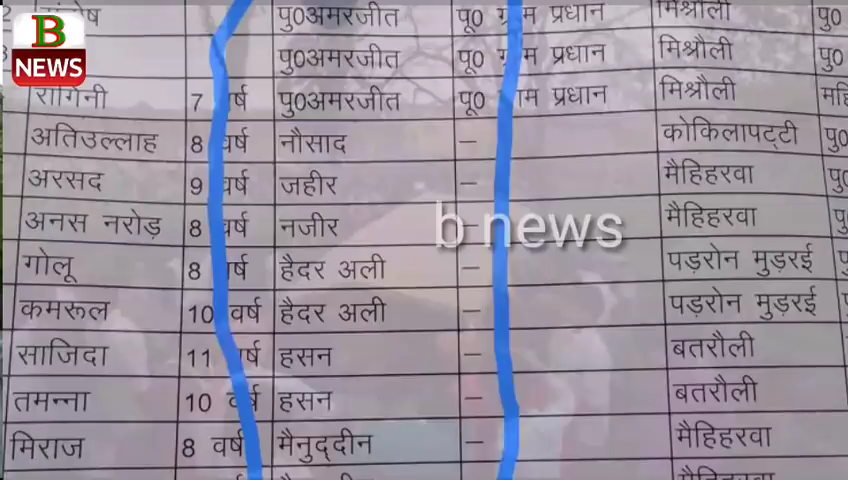 B
NEWS
पु0अमरजीत पू0 ग्राम प्रधान मिश्रौली पु0
पु0अमरजीत पू0 ग्राम प्रधान मिश्रौली पु0
रागिनी 7 वर्ष पु0अमरजीत पू0 ग्राम प्रधान मिश्रौली
अतिउल्लाह 8 वर्ष नौसाद – कोकिलापट्टी पु0
अरसद 9 वर्ष जहीर – मैहिहरवा
अनस नरोड़ 8 वर्ष नजीर – मैहिहरवा
b news
गोलू 8 वर्ष हैदर अली – पड़रोन मुड़रई
कमरूल 10 वर्ष हैदर अली – पड़रोन मुड़रई
साजिदा 11 वर्ष हसन – बतरौली
तमन्ना 10 वर्ष हसन – बतरौली
मिराज 8 वर्ष मैनुद्दीन – मैहिहरवा